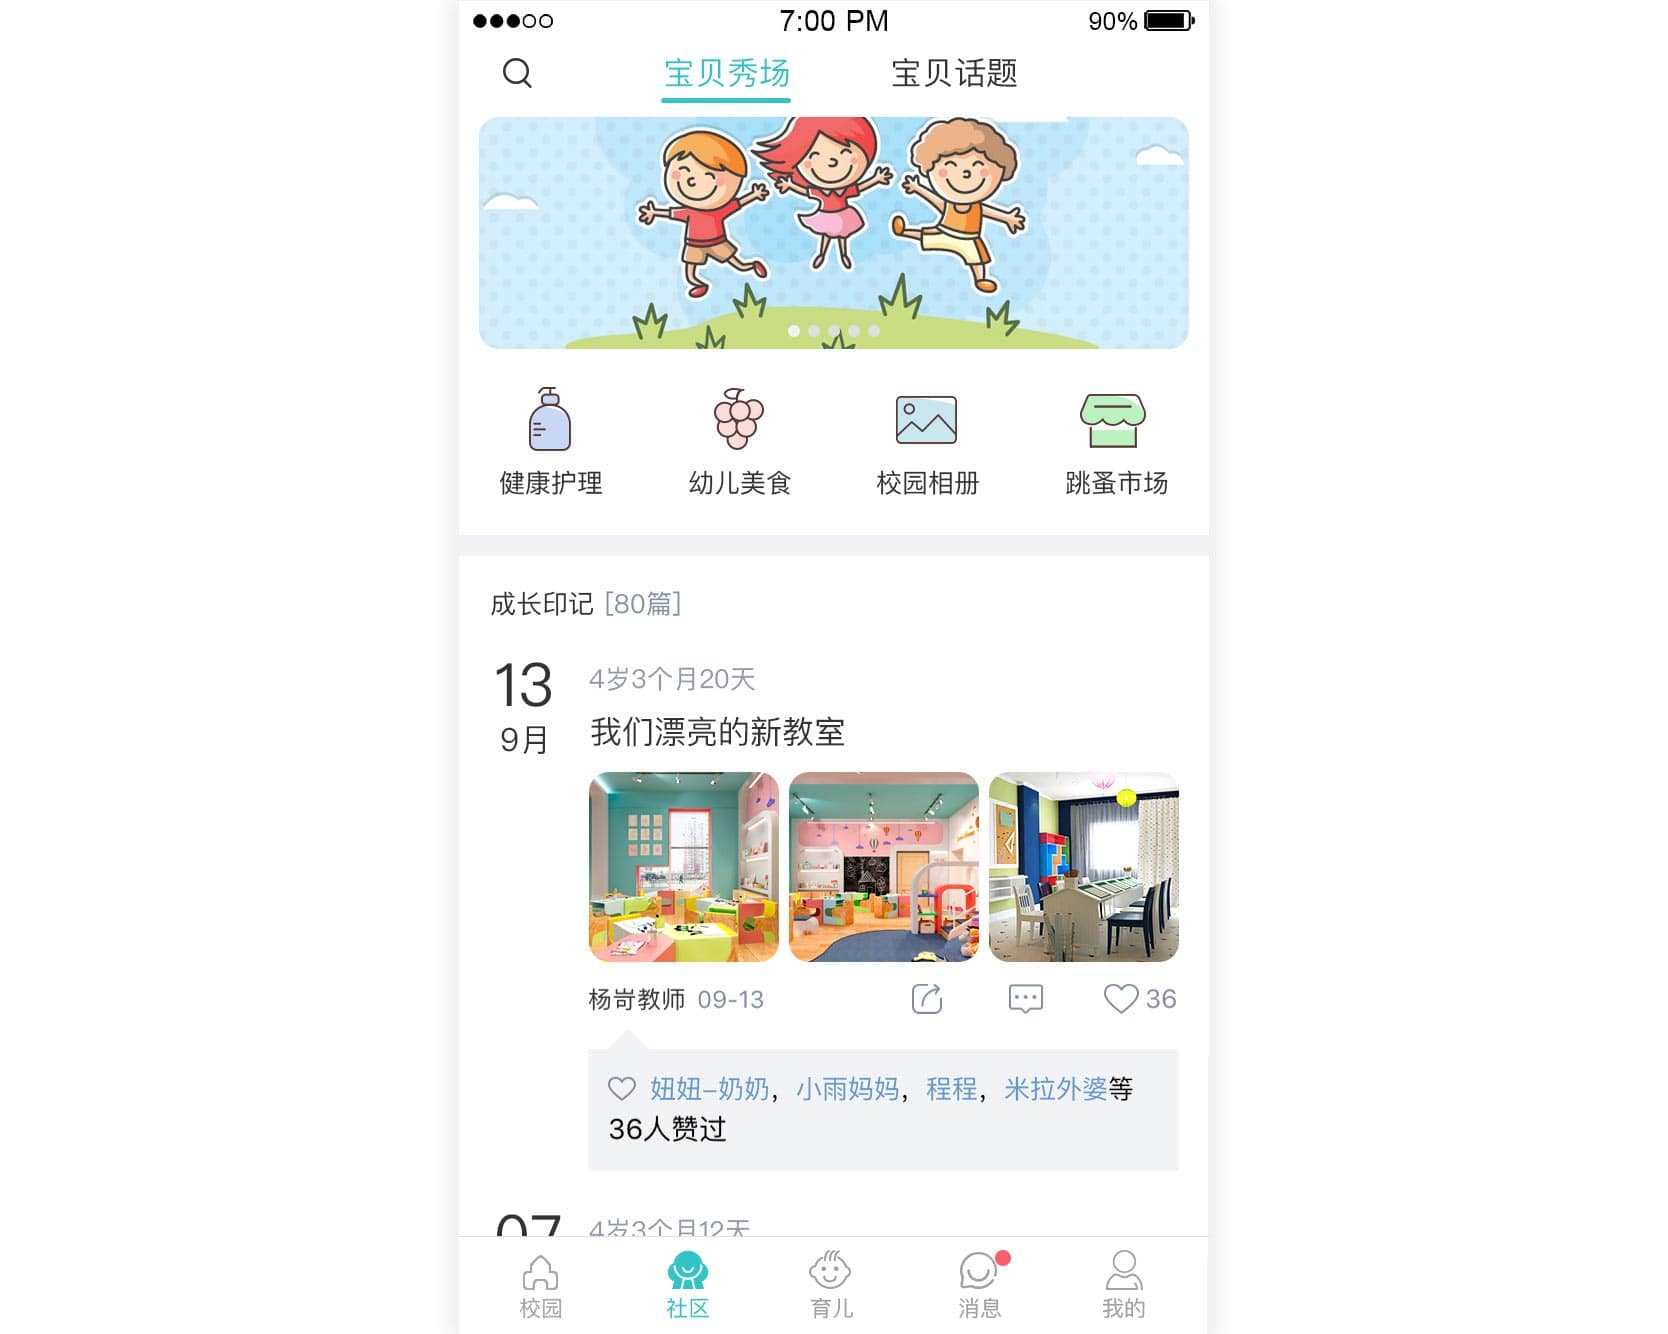 7:00 PM
90%
宝贝秀场 宝贝话题
健康护理 幼儿美食 校园相册 跳蚤市场
成长印记 [80篇]
13 4岁3个月20天
9月 我们漂亮的新教室
杨岢教师 09-13 36
妞妞-奶奶，小雨妈妈，程程，米拉外婆等
36人赞过
07 4岁3个月12天
校园 社区 育儿 消息 我的